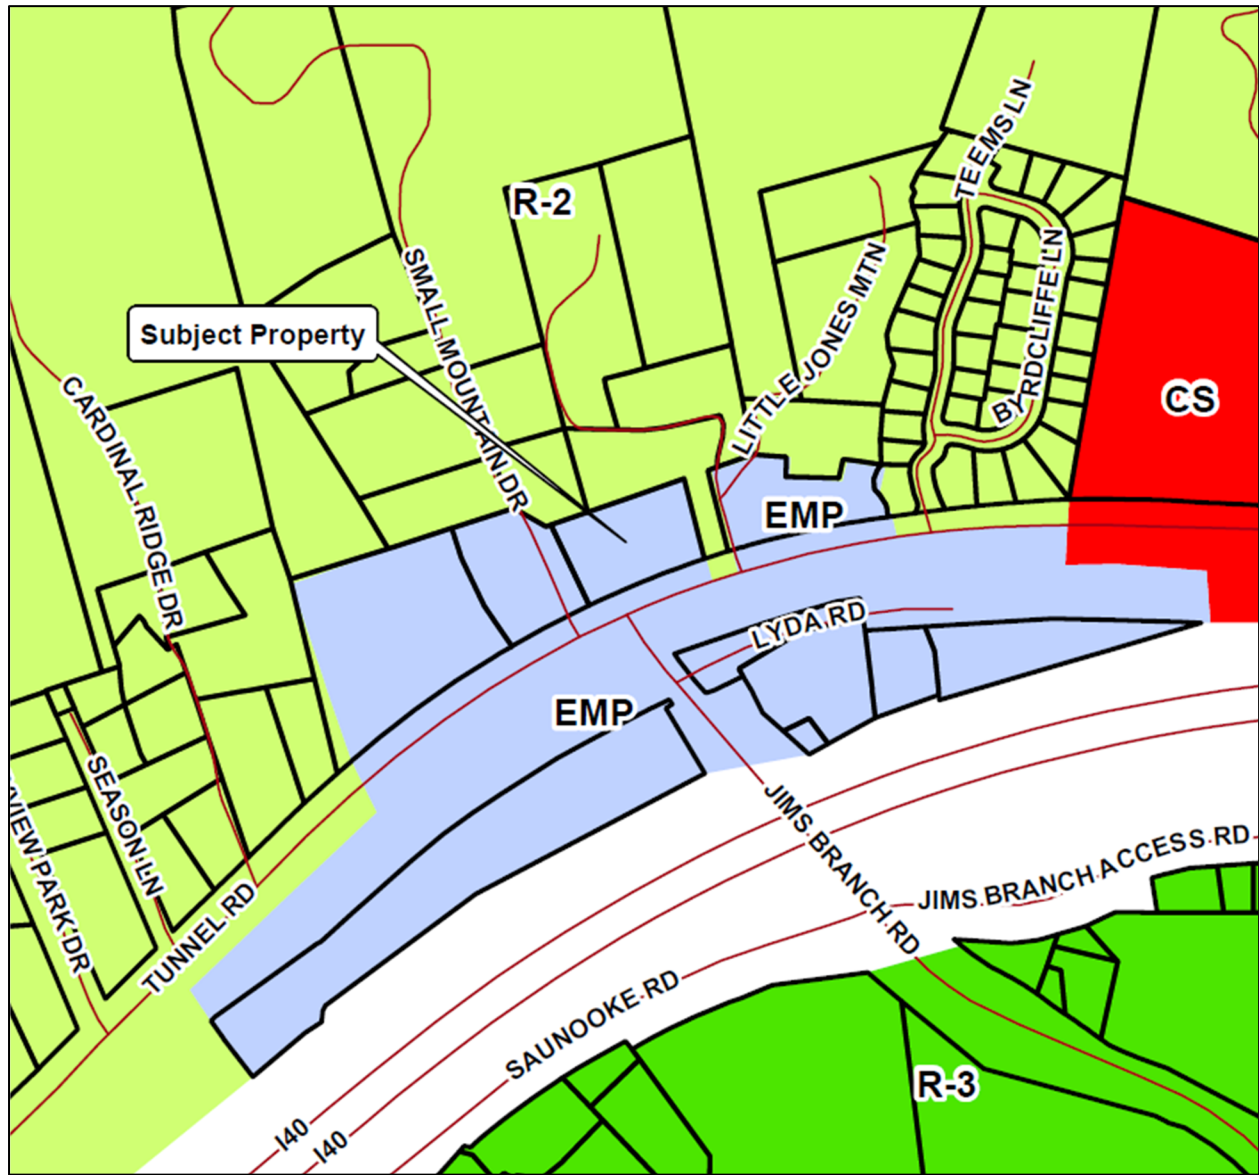 TEEMS LN
R-2
SMALL MOUNTAIN DR
LITTLE JONES MTN
BYRDCLIFFE LN
Subject Property
CARDINAL RIDGE DR
CS
EMP
LYDA RD
EMP
SEASON LN
VIEW PARK DR
TUNNEL RD
JIMS BRANCH RD
JIMS BRANCH ACCESS RD
SAUNOOKE RD
R-3
I40
I40